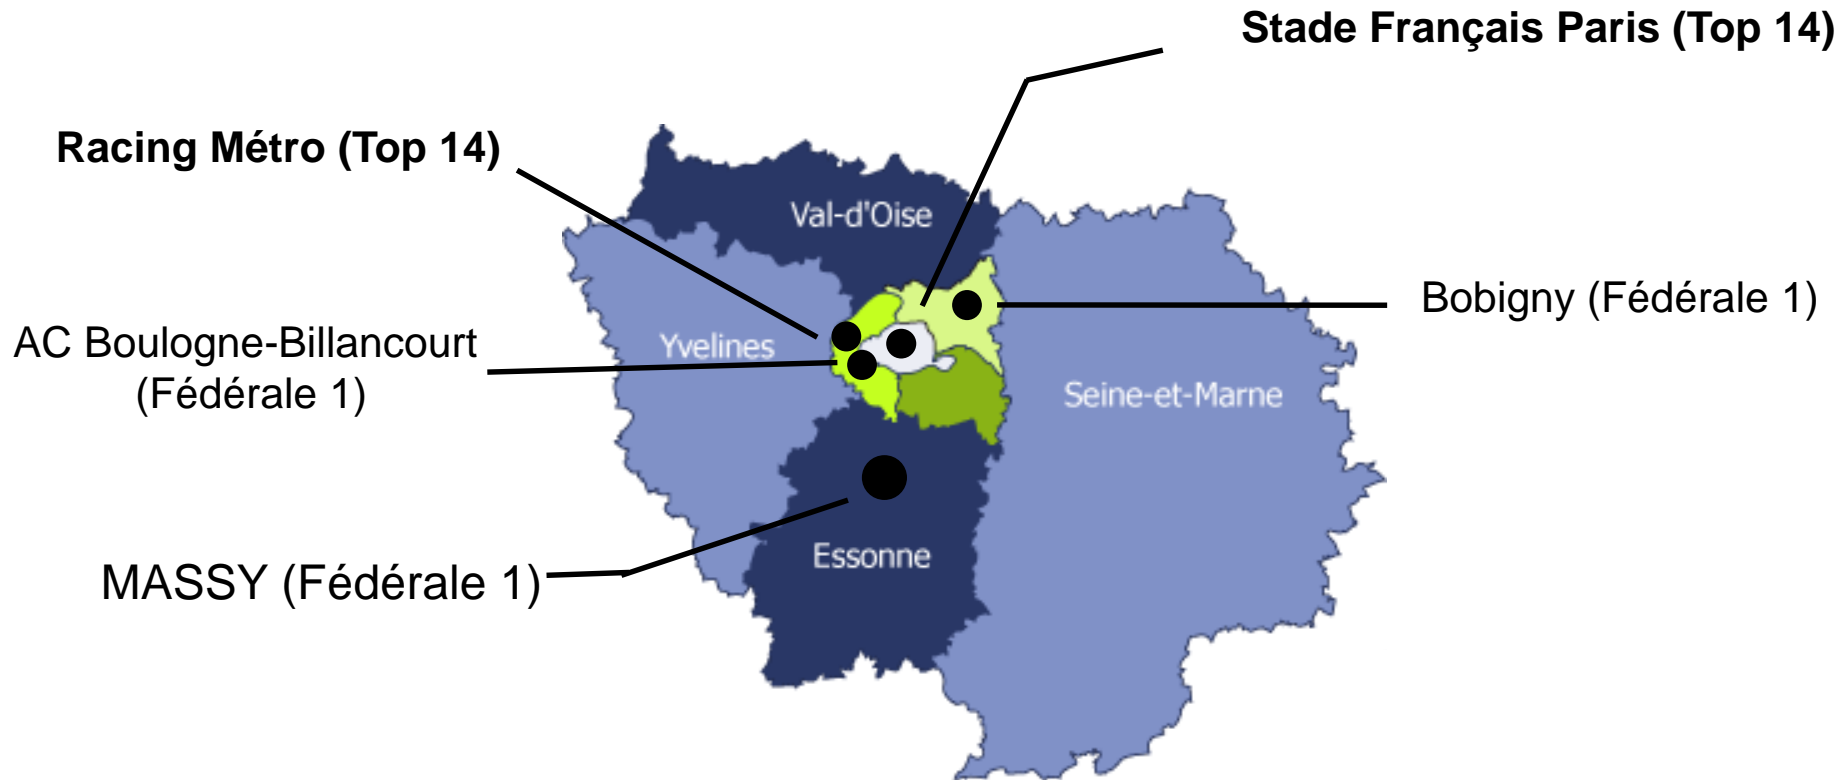 Stade Français Paris (Top 14)
Racing Métro (Top 14)
Val-d'Oise
Bobigny (Fédérale 1)
AC Boulogne-Billancourt
(Fédérale 1)
Yvelines
Seine-et-Marne
Essonne
MASSY (Fédérale 1)